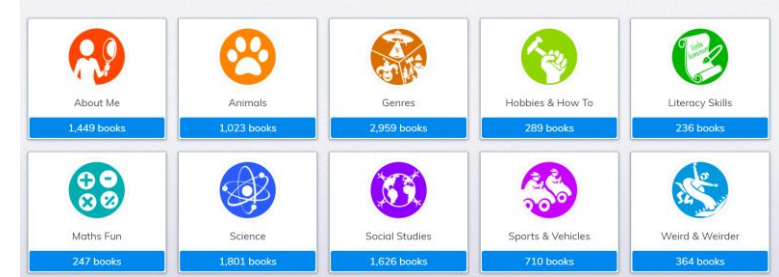 About Me
1,449 books
Animals
1,023 books
Genres
2,959 books
Hobbies & How To
289 books
Literacy Skills
236 books
Maths Fun
247 books
Science
1,801 books
Social Studies
1,626 books
Sports & Vehicles
710 books
Weird & Weirder
364 books